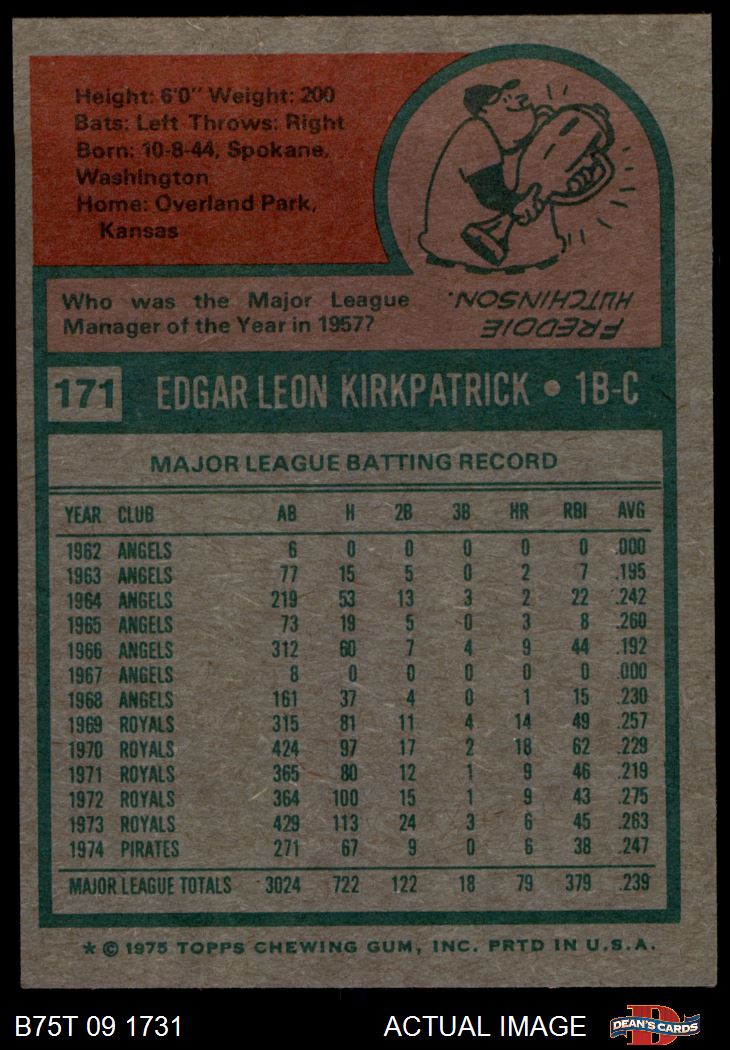 Height: 6'0" Weight: 200
Bats: Left Throws: Right
Born: 10-8-44, Spokane,
Washington
Home: Overland Park,
Kansas
Who was the Major League
Manager of the Year in 1957?
FREDDIE
HUTCHINSON.
171 EDGAR LEON KIRKPATRICK • 1B-C
MAJOR LEAGUE BATTING RECORD
YEAR CLUB AB H 2B 3B HR RBI AVG
1962 ANGELS 6 0 0 0 0 0 .000
1963 ANGELS 77 15 5 0 2 7 .195
1964 ANGELS 219 53 13 3 2 22 .242
1965 ANGELS 73 19 5 0 3 8 .260
1966 ANGELS 312 60 7 4 9 44 .192
1967 ANGELS 8 0 0 0 0 0 .000
1968 ANGELS 161 37 4 0 1 15 .230
1969 ROYALS 315 81 11 4 14 49 .257
1970 ROYALS 424 97 17 2 18 62 .229
1971 ROYALS 365 80 12 1 9 46 .219
1972 ROYALS 364 100 15 1 9 43 .275
1973 ROYALS 429 113 24 3 6 45 .263
1974 PIRATES 271 67 9 0 6 38 .247
MAJOR LEAGUE TOTALS 3024 722 122 18 79 379 .239
* © 1975 TOPPS CHEWING GUM, INC. PRTD IN U.S.A.
B75T 09 1731 ACTUAL IMAGE DEAN'S CARDS